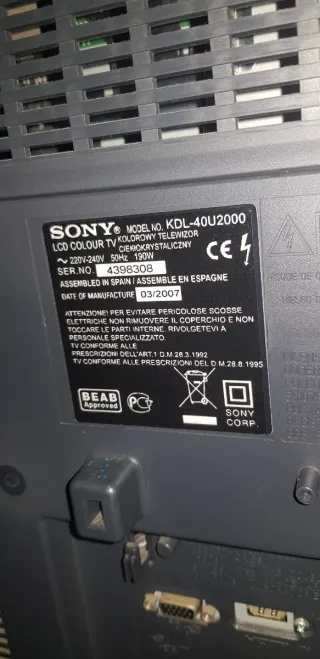 SONY® MODEL NO. KDL-40U2000
LCD COLOUR TV KOLOROWY TELEWIZOR
CIEKŁOKRYSTALICZNY
~ 220V-240V 50Hz 190W
SER.NO. 4398308
ASSEMBLED IN SPAIN / ASSEMBLE EN ESPAGNE
DATE OF MANUFACTURE 03/2007
CE
ATTENZIONE! PER EVITARE PERICOLOSE SCOSSE
ELETTRICHE NON RIMUOVERE IL COPERCHIO E NON
TOCCARE LE PARTI INTERNE. RIVOLGETEVI A
PERSONALE SPECIALIZZATO.
TV CONFORME ALLE
PRESCRIZIONI DELL'ART.1 D.M.28.3.1992
TV CONFORME ALLE PRESCRIZIONI DEL D.M.28.8.1995
BEAB
Approved
SONY
CORP.